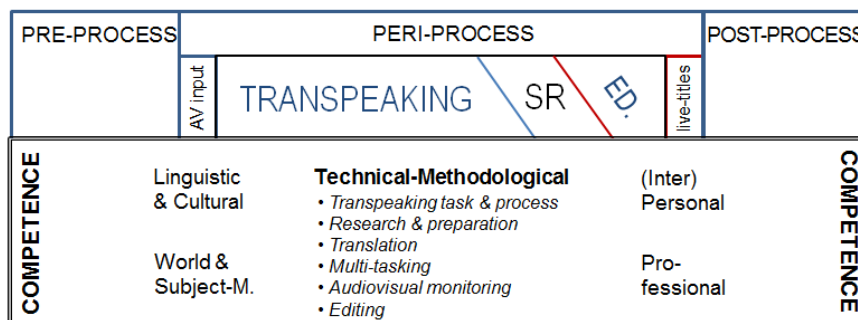 PRE-PROCESS
PERI-PROCESS
POST-PROCESS
AV input
TRANSPEAKING
SR
ED.
live-titles
COMPETENCE
Linguistic
& Cultural
World &
Subject-M.
Technical-Methodological
• Transpeaking task & process
• Research & preparation
• Translation
• Multi-tasking
• Audiovisual monitoring
• Editing
(Inter)
Personal
Pro-
fessional
COMPETENCE